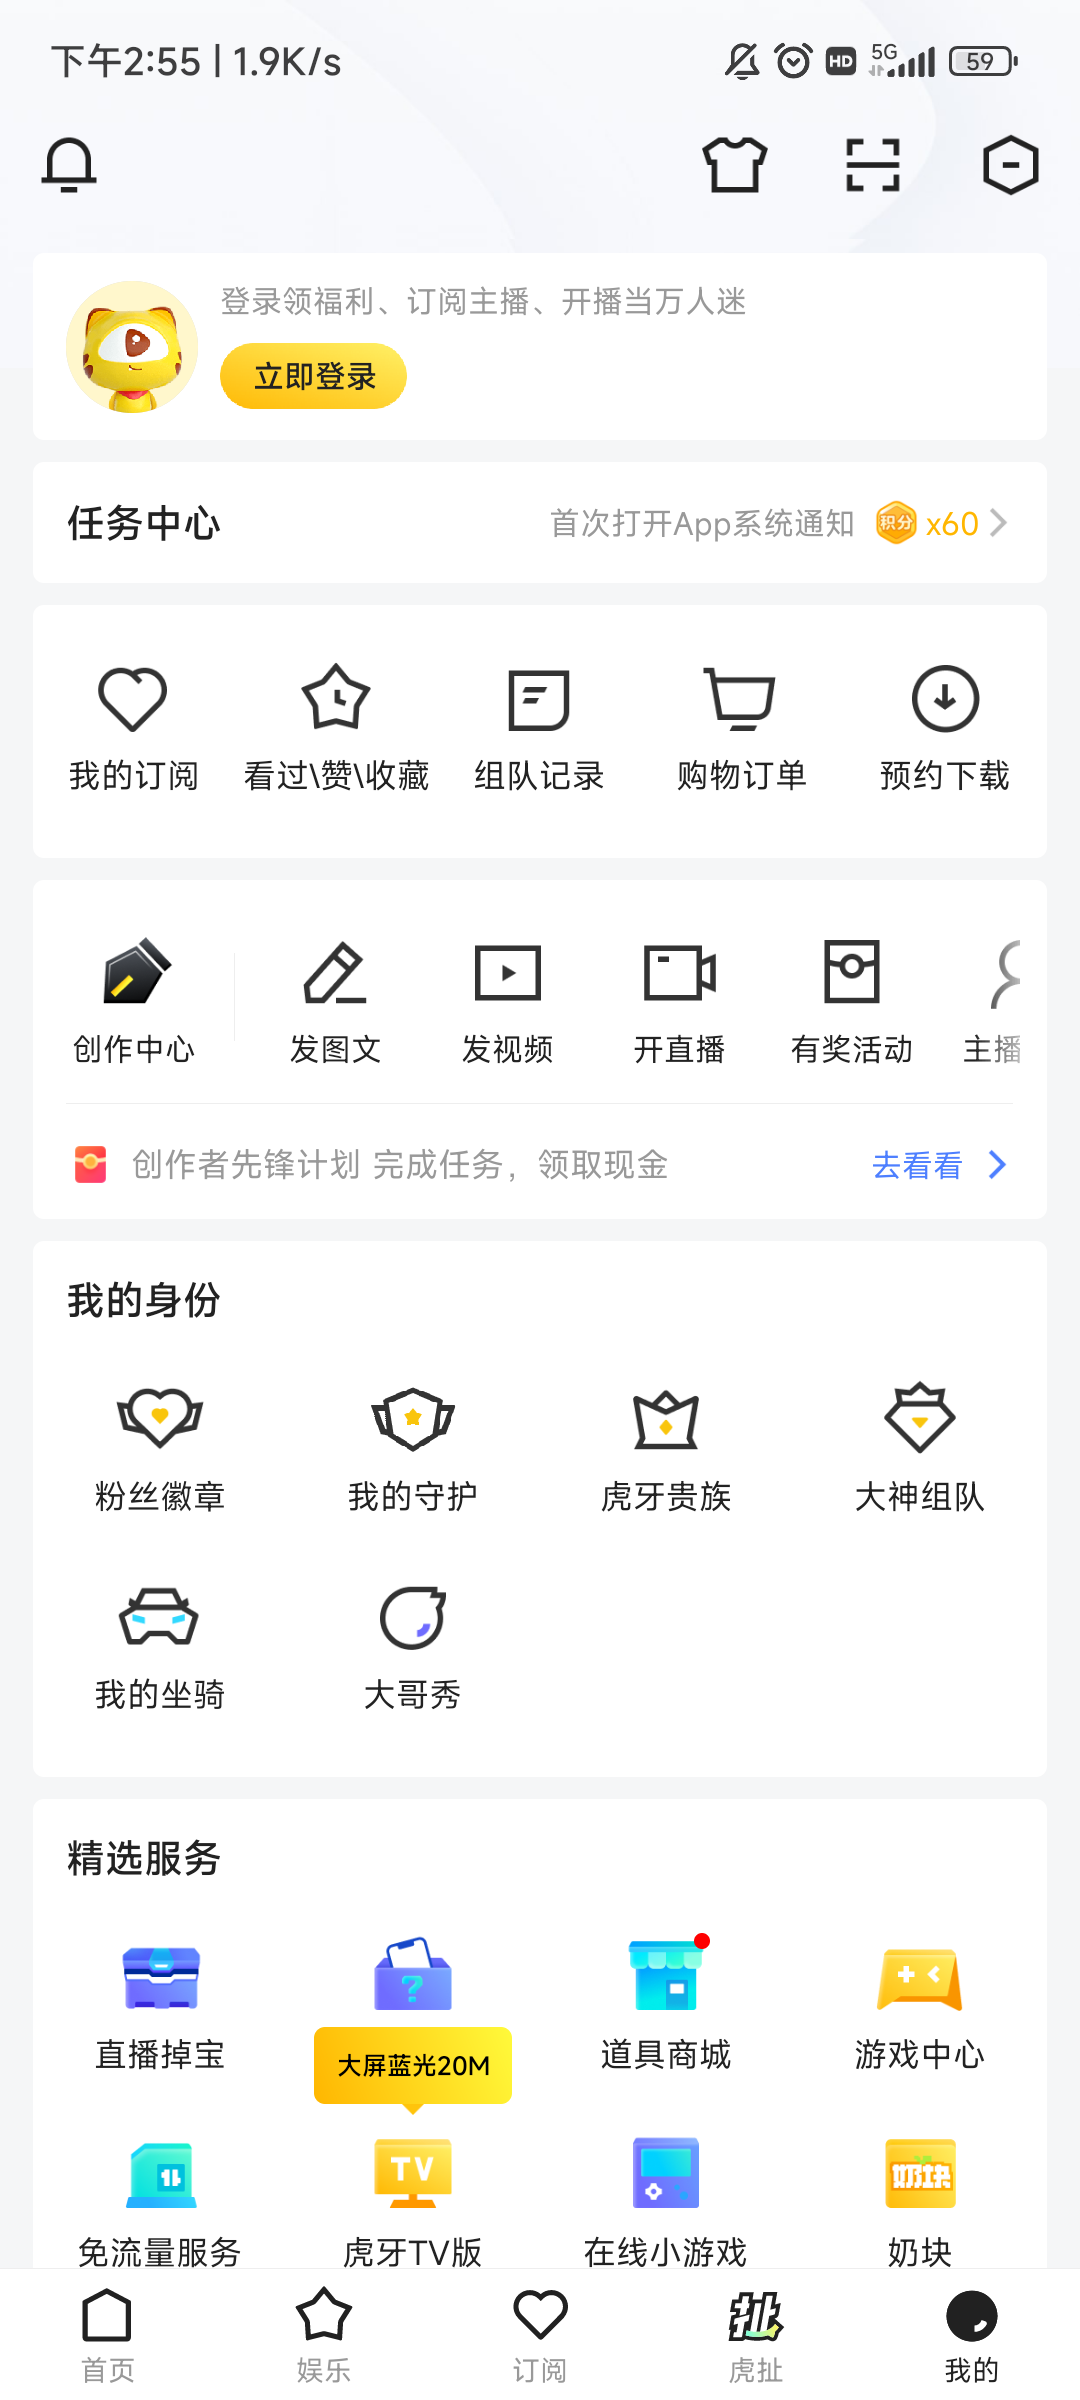 下午2:55 | 1.9K/s
HD 5G 59
登录领福利、订阅主播、开播当万人迷
立即登录
任务中心 首次打开App系统通知 积分 x60
我的订阅 看过\赞\收藏 组队记录 购物订单 预约下载
创作中心 发图文 发视频 开直播 有奖活动 主播
创作者先锋计划 完成任务，领取现金 去看看
我的身份
粉丝徽章 我的守护 虎牙贵族 大神组队
我的坐骑 大哥秀
精选服务
直播掉宝 道具商城 游戏中心
大屏蓝光20M
TV 奶块
免流量服务 虎牙TV版 在线小游戏 奶块
扯
首页 娱乐 订阅 虎扯 我的